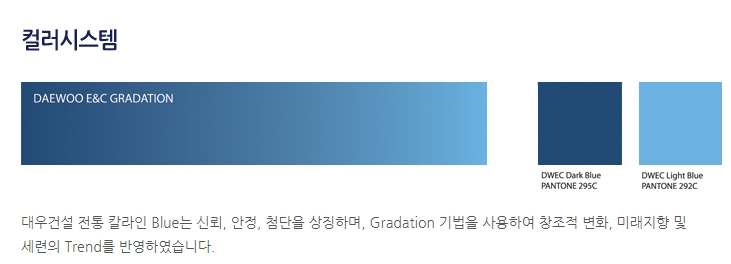 컬러시스템
DAEWOO E&C GRADATION
DWEC Dark Blue
PANTONE 295C
DWEC Light Blue
PANTONE 292C
대우건설 전통 칼라인 Blue는 신뢰, 안정, 첨단을 상징하며, Gradation 기법을 사용하여 창조적 변화, 미래지향 및
세련의 Trend를 반영하였습니다.